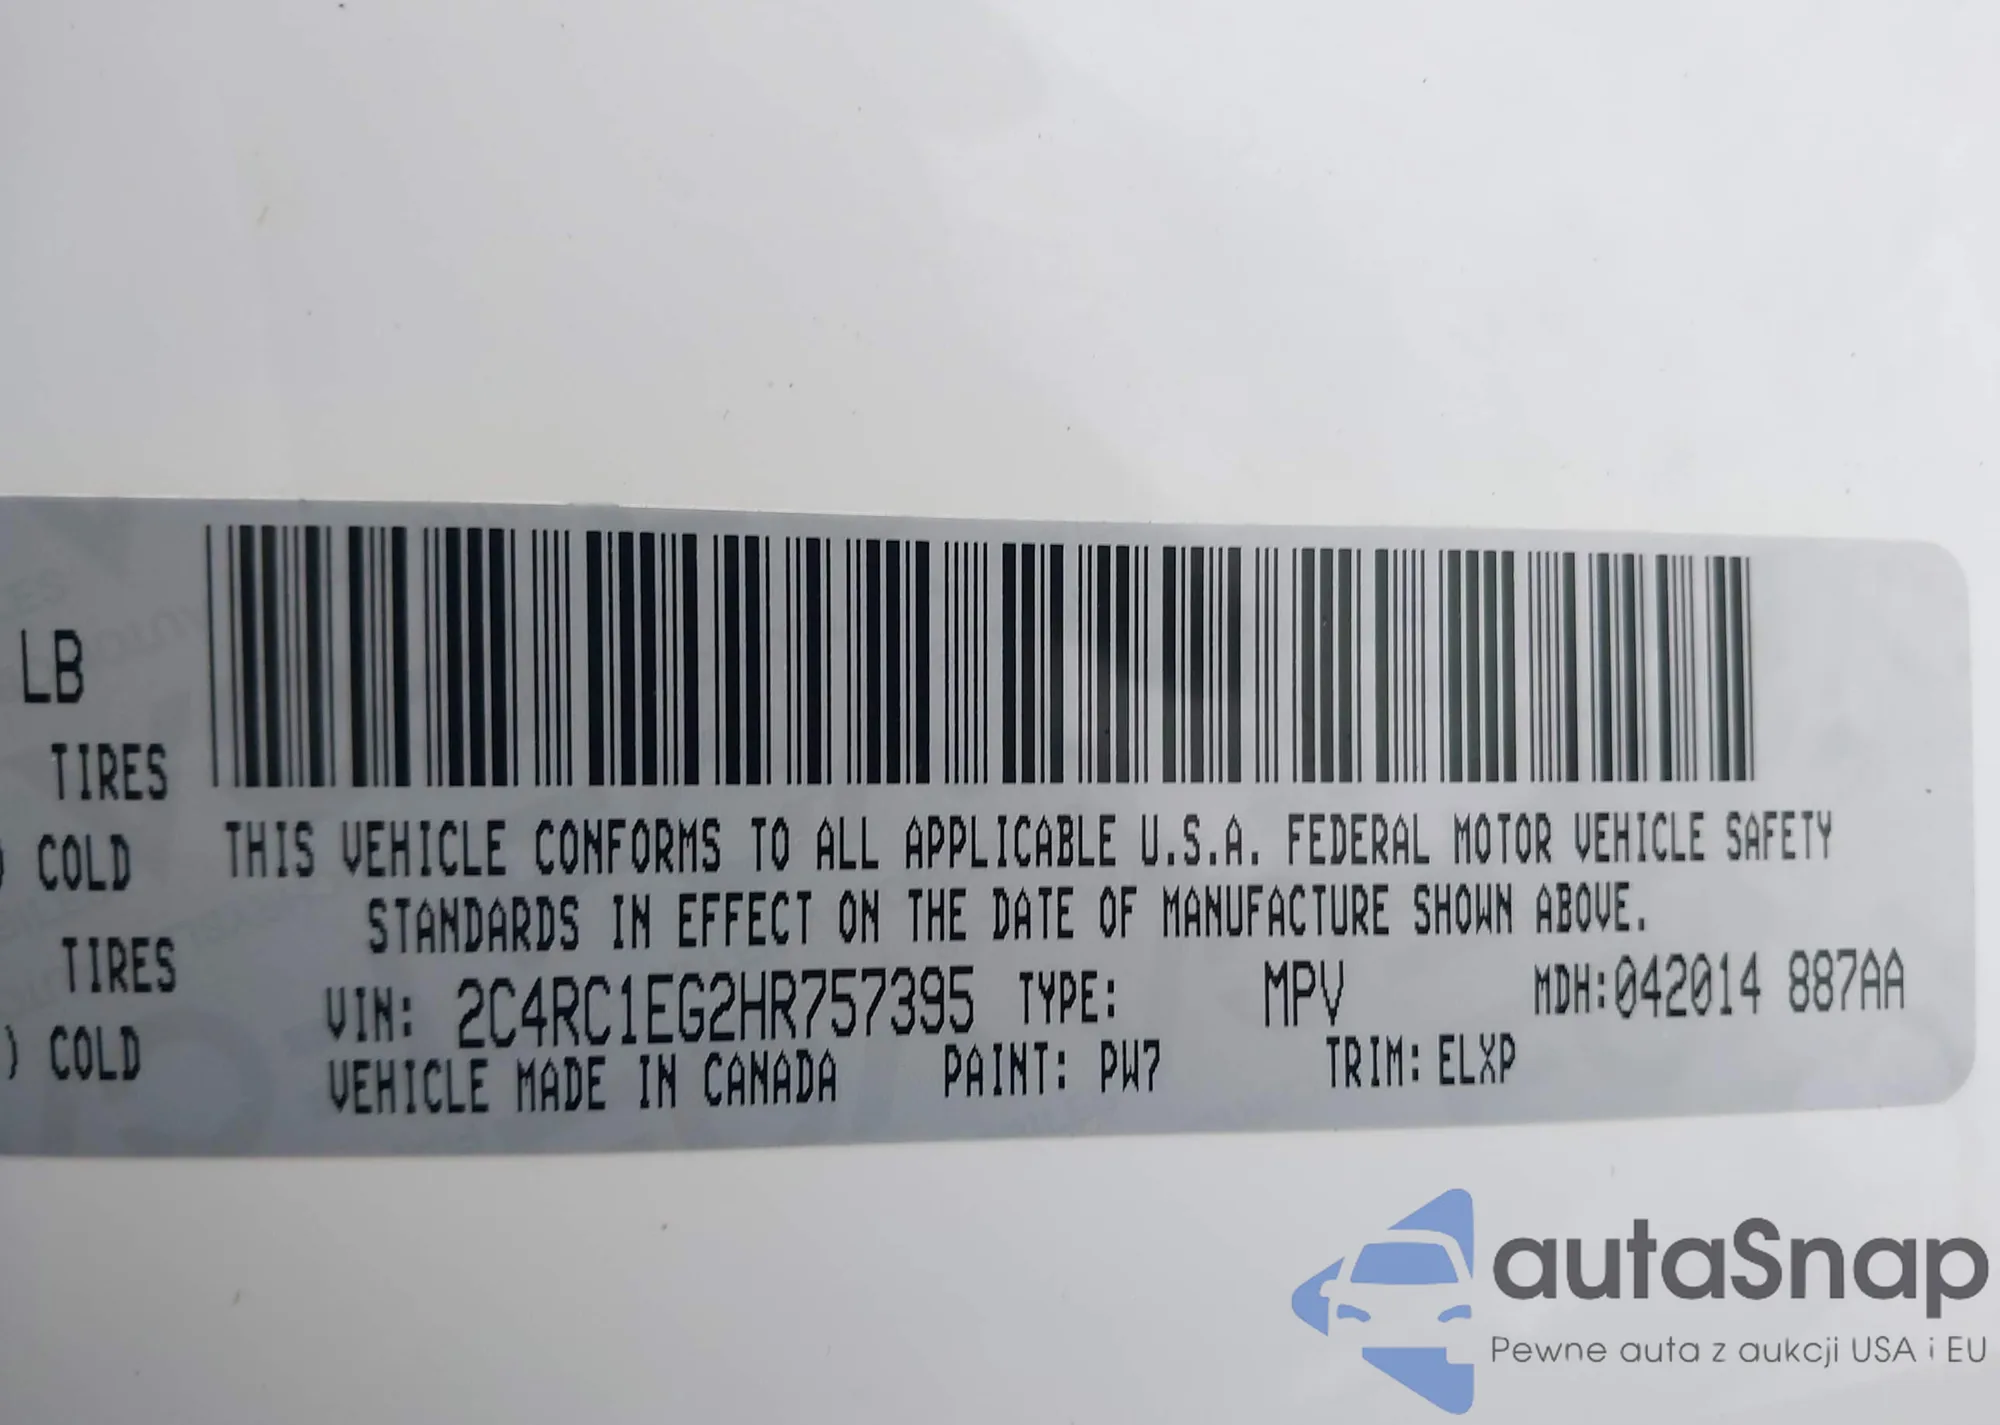 LB
TIRES
) COLD
TIRES
) COLD
THIS VEHICLE CONFORMS TO ALL APPLICABLE U.S.A. FEDERAL MOTOR VEHICLE SAFETY
STANDARDS IN EFFECT ON THE DATE OF MANUFACTURE SHOWN ABOVE.
VIN: 2C4RC1EG2HR757395 TYPE: MPV MDH:042014 887AA
VEHICLE MADE IN CANADA PAINT: PW7 TRIM: ELXP
autaSnap
Pewne auta z aukcji USA i EU